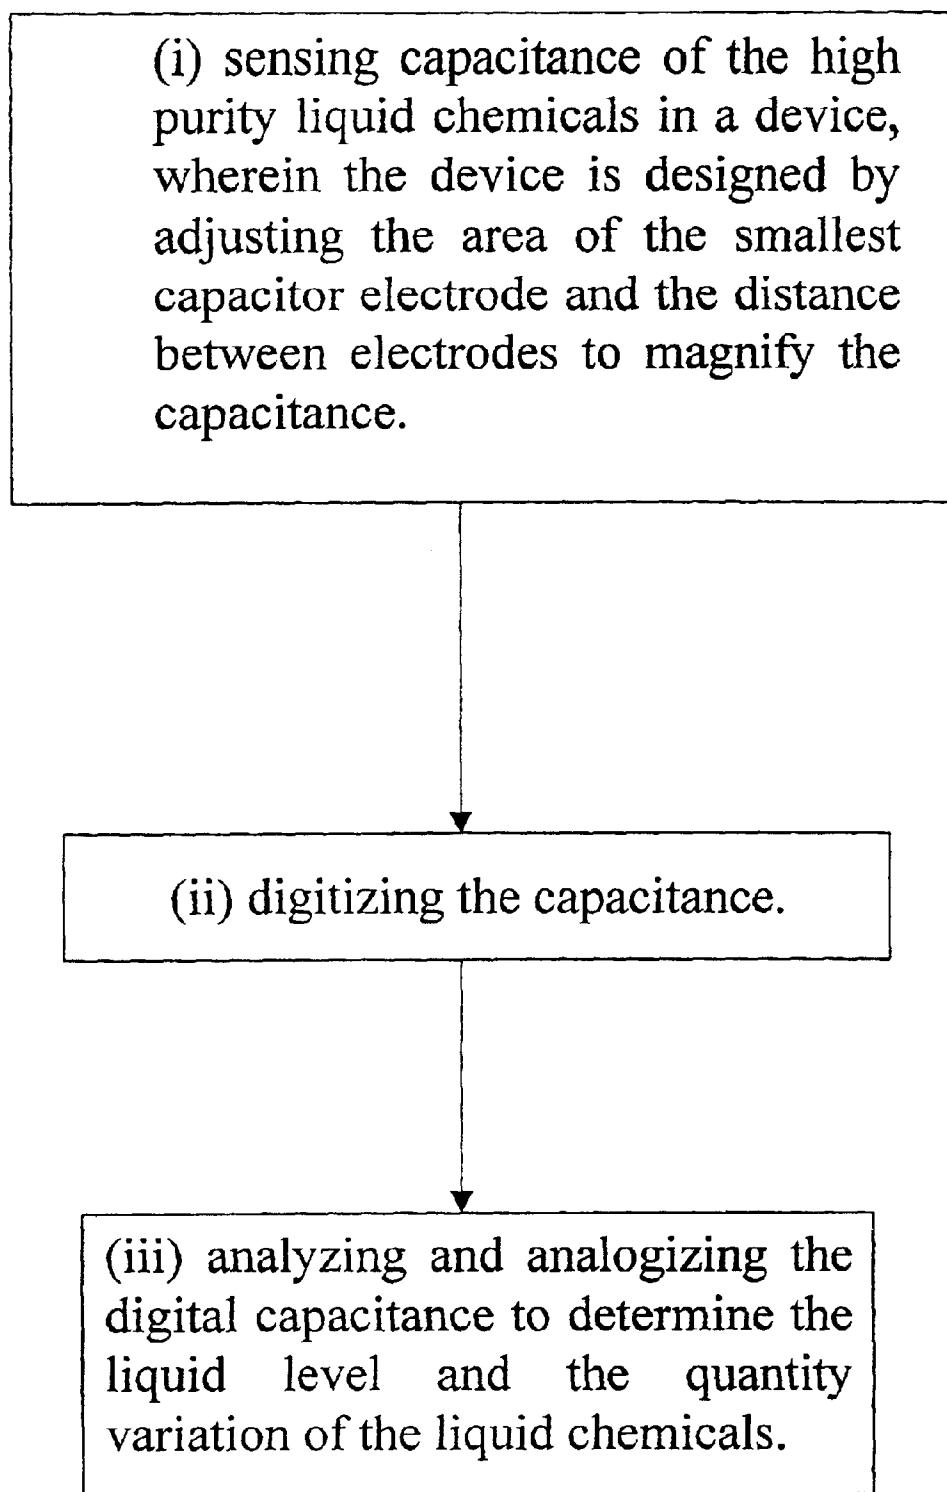 (i) sensing capacitance of the high
purity liquid chemicals in a device,
wherein the device is designed by
adjusting the area of the smallest
capacitor electrode and the distance
between electrodes to magnify the
capacitance.
(ii) digitizing the capacitance.
(iii) analyzing and analogizing the
digital capacitance to determine the
liquid level and the quantity
variation of the liquid chemicals.